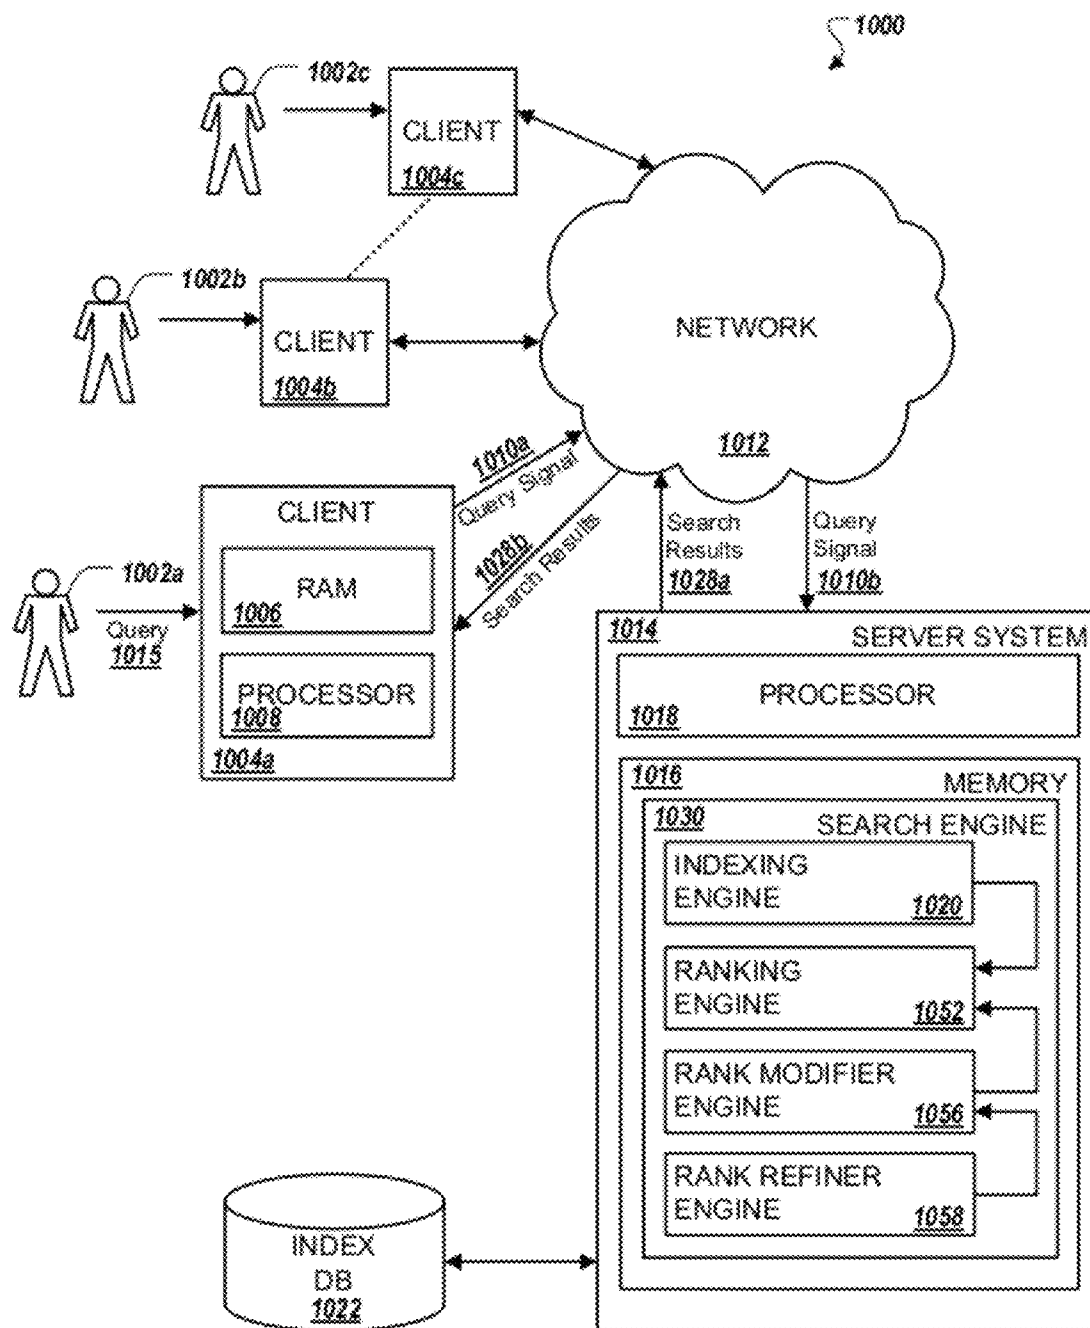 1000
1002c
CLIENT
1004c
1002b
CLIENT
1004b
NETWORK
1012
1010a
Query Signal
1028b
Search Results
Search
Results
1028a
Query
Signal
1010b
CLIENT
RAM
1006
PROCESSOR
1008
1004a
1002a
Query
1015
1014
SERVER SYSTEM
PROCESSOR
1018
1016
MEMORY
1030
SEARCH ENGINE
INDEXING
ENGINE
1020
RANKING
ENGINE
1052
RANK MODIFIER
ENGINE
1056
RANK REFINER
ENGINE
1058
INDEX
DB
1022